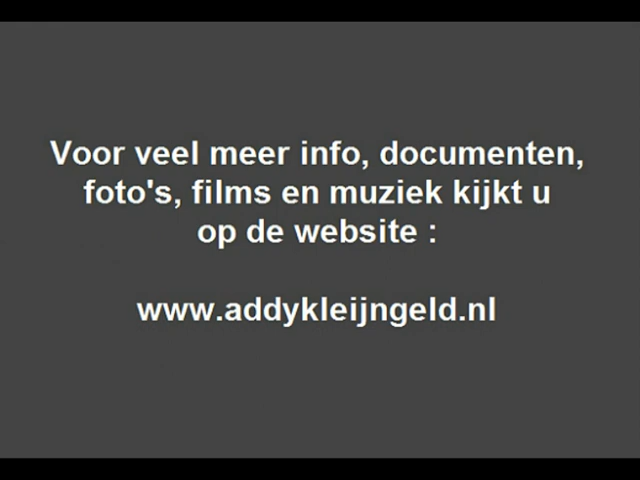 Voor veel meer info, documenten,
foto's, films en muziek kijkt u
op de website :
www.addykleijngeld.nl